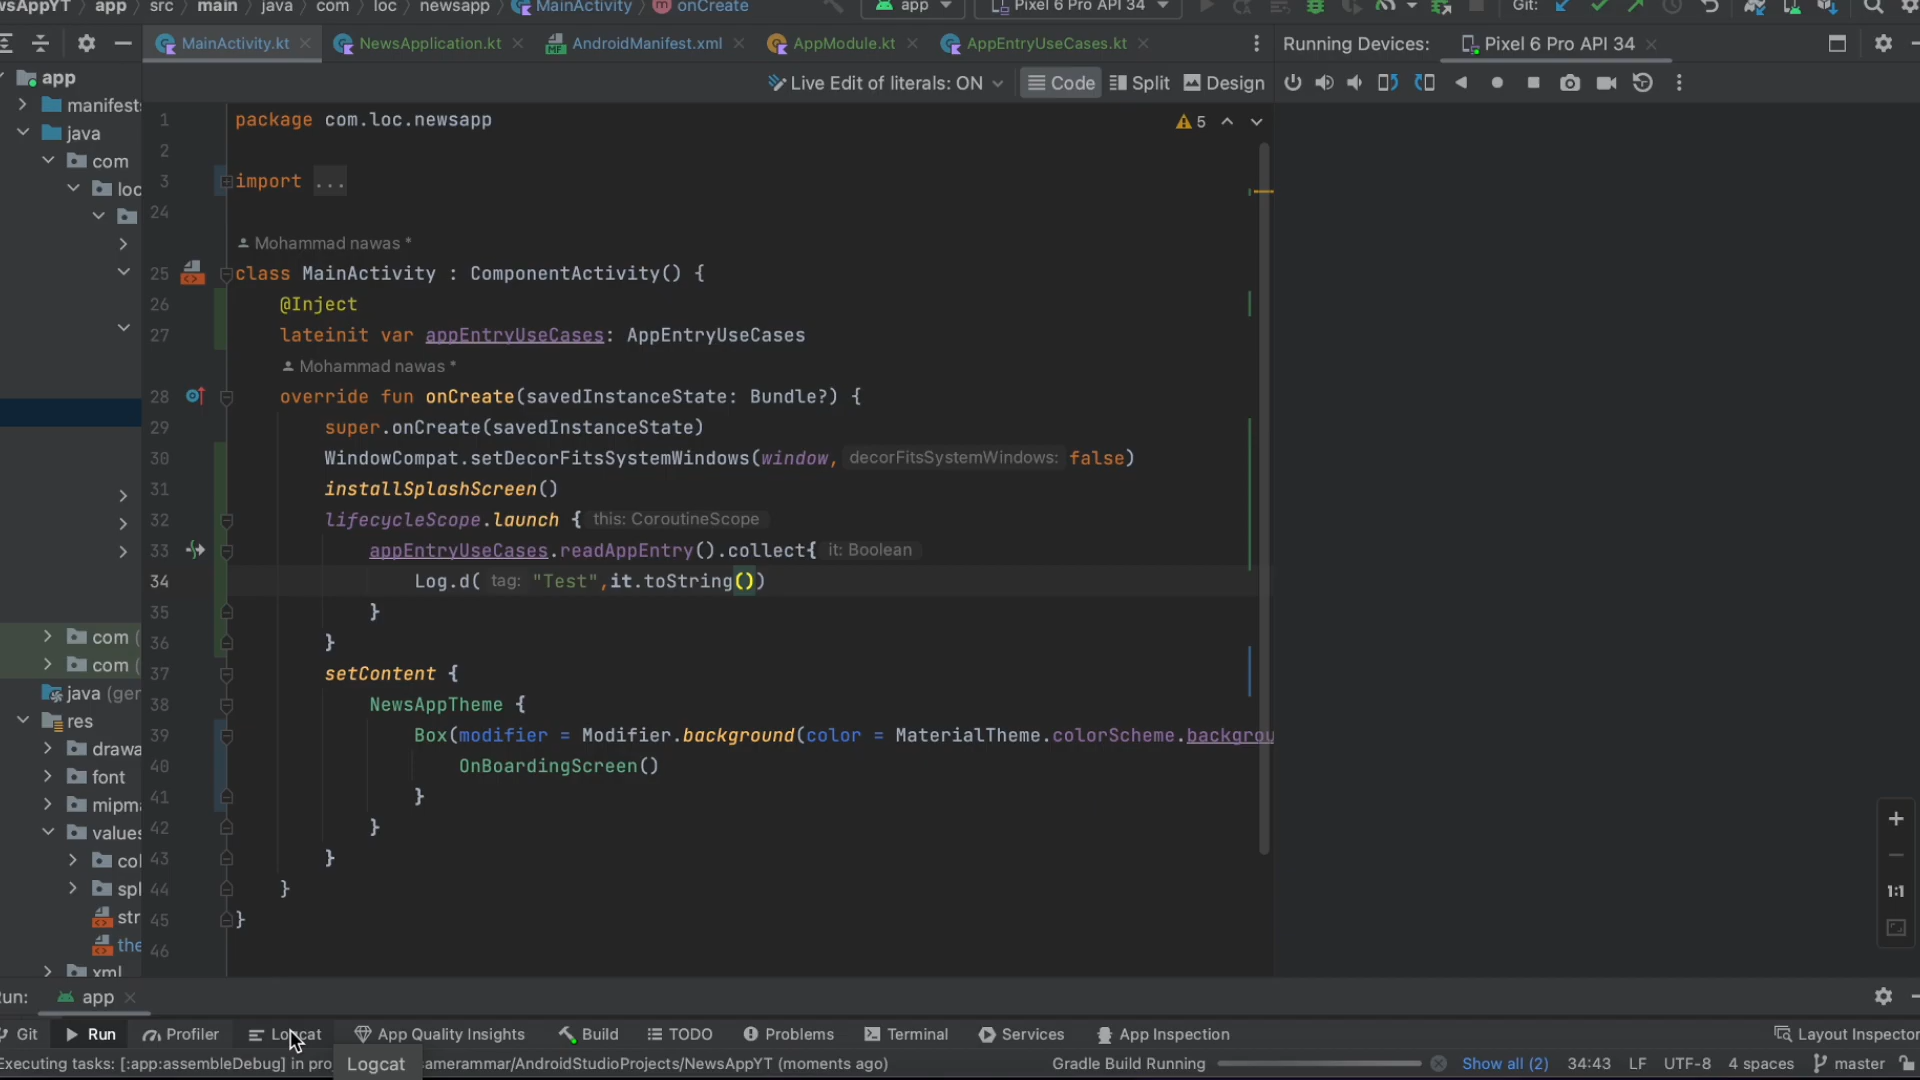 wsAppYT app src main java com loc newsapp MainActivity onCreate app Pixel 6 Pro API 34 Git:
MainActivity.kt NewsApplication.kt AndroidManifest.xml AppModule.kt AppEntryUseCases.kt Running Devices: Pixel 6 Pro API 34
Live Edit of literals: ON Code Split Design
app
manifests
java
com
loc
com (
com (
java (gen
res
drawa
font
mipma
values
col
spl
str
the
xml
1 package com.loc.newsapp 5
2
3 import ...
24
Mohammad nawas *
25 class MainActivity : ComponentActivity() {
26 @Inject
27 lateinit var appEntryUseCases: AppEntryUseCases
Mohammad nawas *
28 override fun onCreate(savedInstanceState: Bundle?) {
29 super.onCreate(savedInstanceState)
30 WindowCompat.setDecorFitsSystemWindows(window, decorFitsSystemWindows: false)
31 installSplashScreen()
32 lifecycleScope.launch { this: CoroutineScope
33 appEntryUseCases.readAppEntry().collect{ it: Boolean
34 Log.d( tag: "Test",it.toString())
35 }
36 }
37 setContent {
38 NewsAppTheme {
39 Box(modifier = Modifier.background(color = MaterialTheme.colorScheme.backgrou
40 OnBoardingScreen()
41 }
42 }
43 }
44 }
45 }
46
1:1
un: app
Git Run Profiler Logcat App Quality Insights Build TODO Problems Terminal Services App Inspection Layout Inspector
Executing tasks: [:app:assembleDebug] in pro Logcat amerammar/AndroidStudioProjects/NewsAppYT (moments ago) Gradle Build Running Show all (2) 34:43 LF UTF-8 4 spaces master